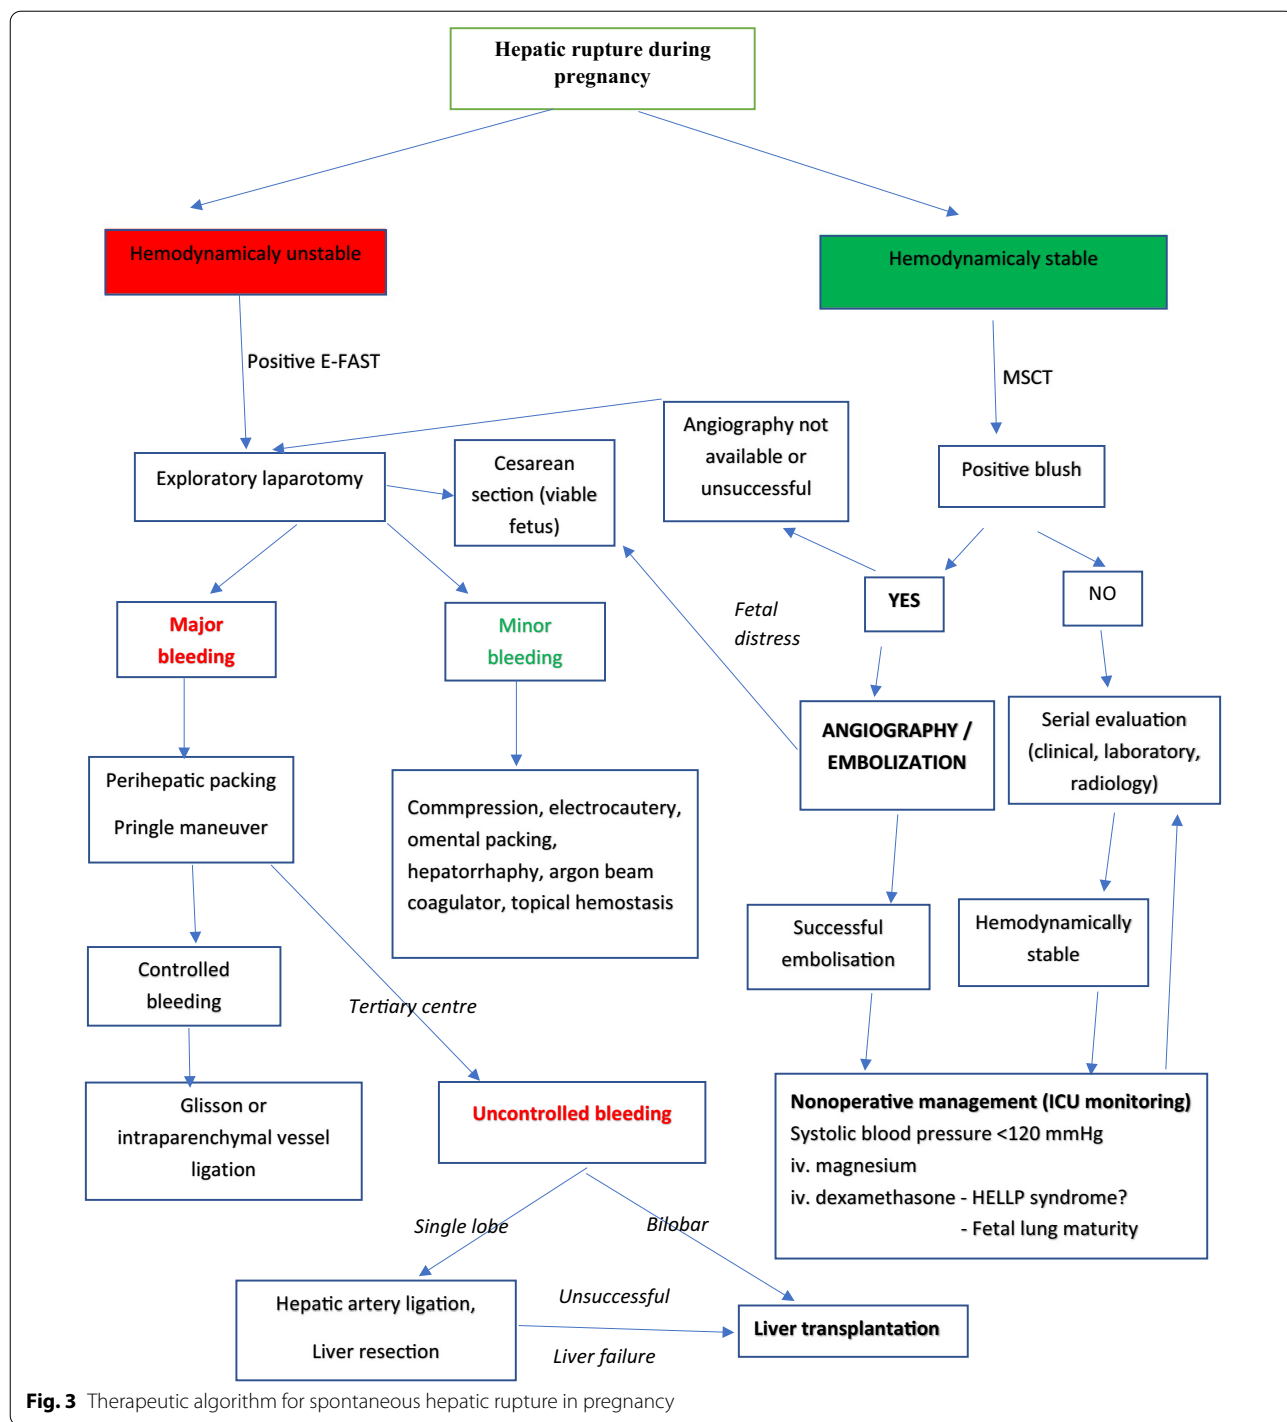 Hepatic rupture during
pregnancy
Hemodynamicaly unstable
Hemodynamicaly stable
Positive E-FAST
MSCT
Angiography not
available or
unsuccessful
Cesarean
section (viable
fetus)
Exploratory laparotomy
Positive blush
YES
NO
Fetal
distress
Major
bleeding
Minor
bleeding
ANGIOGRAPHY /
EMBOLIZATION
Serial evaluation
(clinical, laboratory,
radiology)
Perihepatic packing
Pringle maneuver
Commpression, electrocautery,
omental packing,
hepatorrhaphy, argon beam
coagulator, topical hemostasis
Successful
embolisation
Hemodynamically
stable
Controlled
bleeding
Tertiary centre
Glisson or
intraparenchymal vessel
ligation
Uncontrolled bleeding
Nonoperative management (ICU monitoring)
Systolic blood pressure <120 mmHg
iv. magnesium
iv. dexamethasone - HELLP syndrome?
- Fetal lung maturity
Single lobe
Bilobar
Hepatic artery ligation,
Liver resection
Unsuccessful
Liver failure
Liver transplantation
Fig. 3 Therapeutic algorithm for spontaneous hepatic rupture in pregnancy